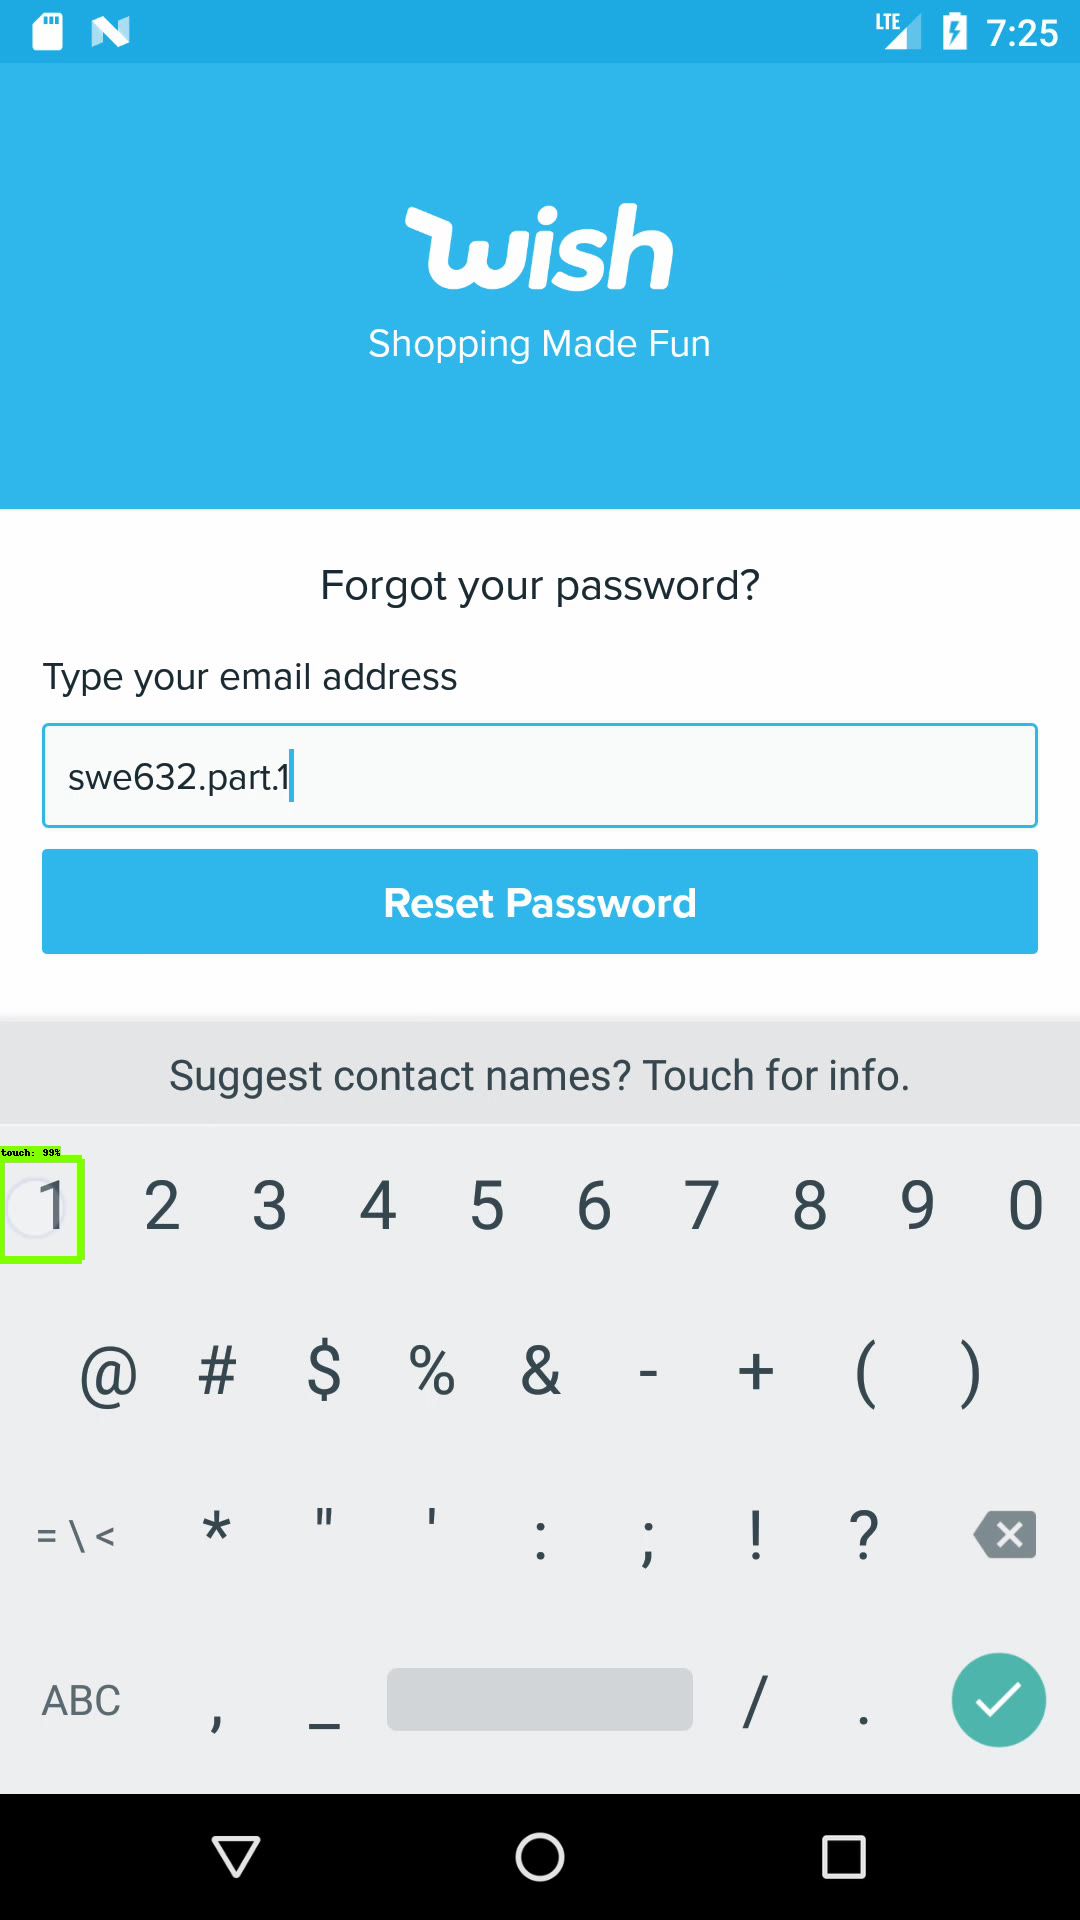 LTE 7:25
wish
Shopping Made Fun
Forgot your password?
Type your email address
swe632.part.1
Reset Password
Suggest contact names? Touch for info.
touch: 99%
1 2 3 4 5 6 7 8 9 0
@ # $ % & - + ( )
= \ < * " ' : ; ! ?
ABC , _ / .